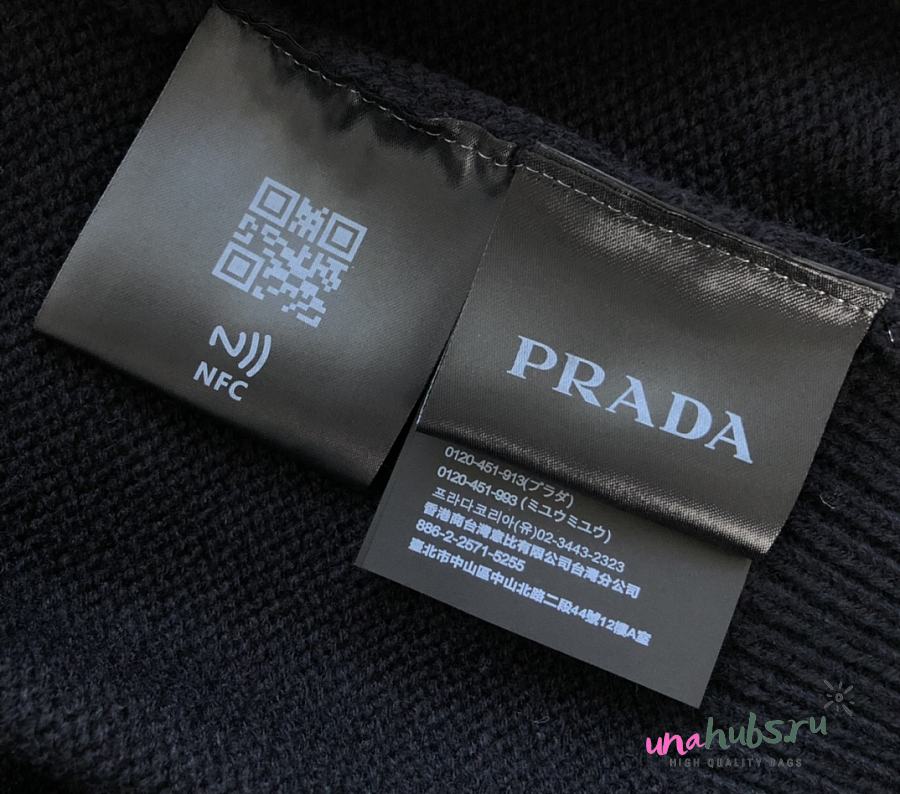 NFC
PRADA
0120-451-913(プラダ)
0120-451-993 (ミュウミュウ)
프라다코리아(유)02-3443-2323
香港商台灣意比有限公司台灣分公司
886-2-2571-5255
臺北市中山區中山北路二段44號12樓A室
unahubs.ru
HIGH QUALITY BAGS